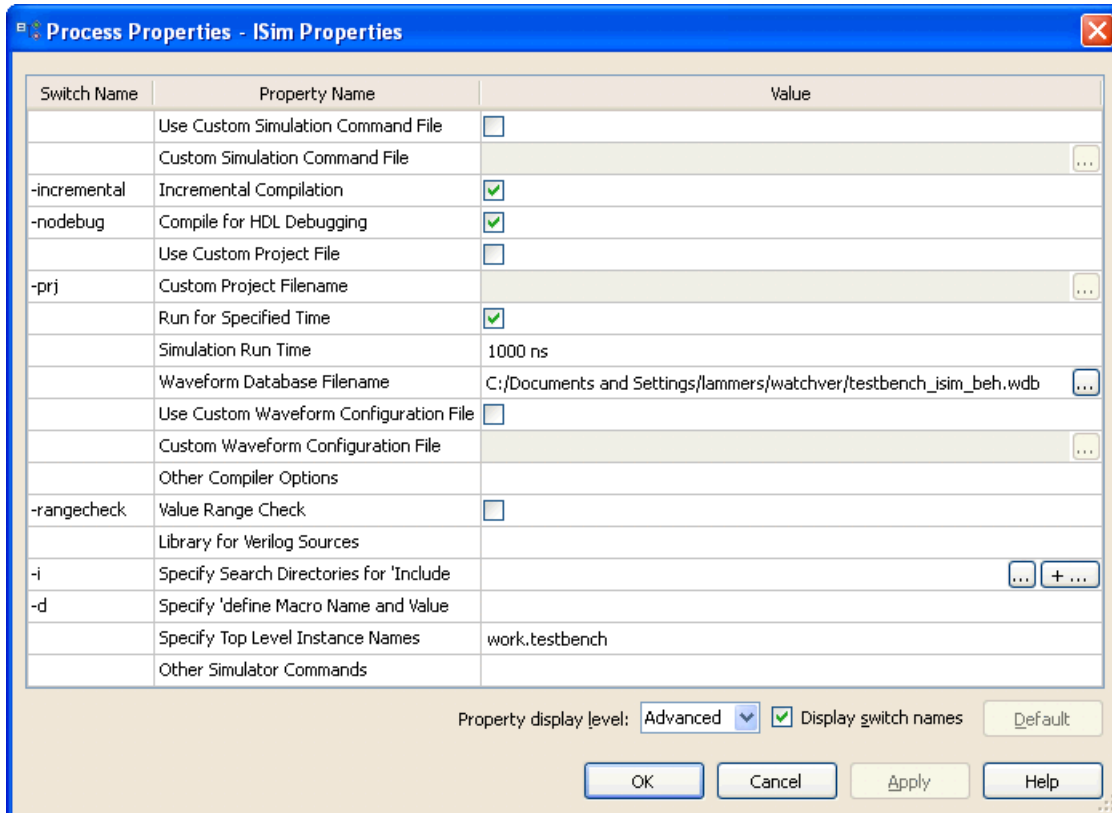 Process Properties - ISim Properties
Switch Name Property Name Value
Use Custom Simulation Command File
Custom Simulation Command File ...
-incremental Incremental Compilation
-nodebug Compile for HDL Debugging
Use Custom Project File
-prj Custom Project Filename ...
Run for Specified Time
Simulation Run Time 1000 ns
Waveform Database Filename C:/Documents and Settings/lammers/watchver/testbench_isim_beh.wdb ...
Use Custom Waveform Configuration File
Custom Waveform Configuration File ...
Other Compiler Options
-rangecheck Value Range Check
Library for Verilog Sources
-i Specify Search Directories for 'Include ... + ...
-d Specify 'define Macro Name and Value
Specify Top Level Instance Names work.testbench
Other Simulator Commands
Property display level: Advanced Display switch names Default
OK Cancel Apply Help